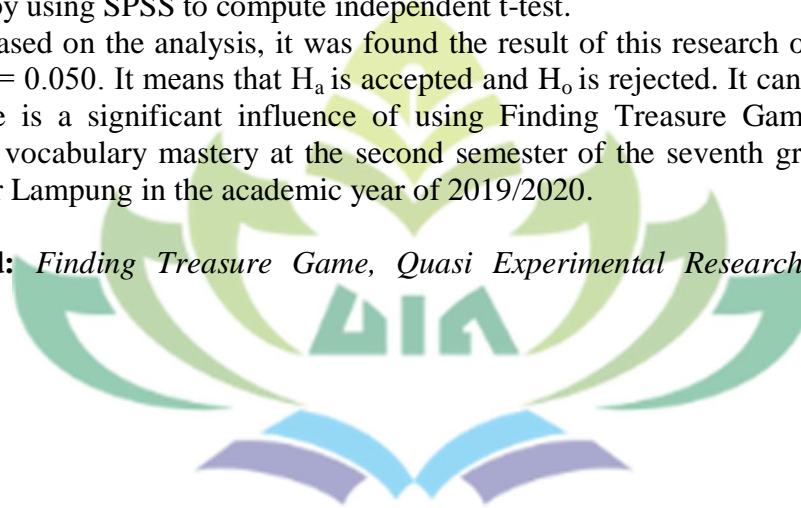 by using SPSS to compute independent t-test.
ased on the analysis, it was found the result of this research o
= 0.050. It means that Ha is accepted and Ho is rejected. It can
e is a significant influence of using Finding Treasure Gam
vocabulary mastery at the second semester of the seventh gr
r Lampung in the academic year of 2019/2020.
: Finding Treasure Game, Quasi Experimental Research
UIN